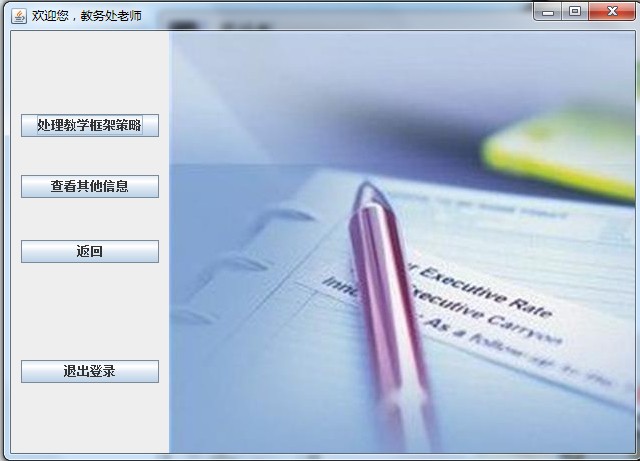 欢迎您，教务处老师
处理教学框架策略
查看其他信息
返回
退出登录
Executive Rate
Executive Carryon
As a follow-up to the